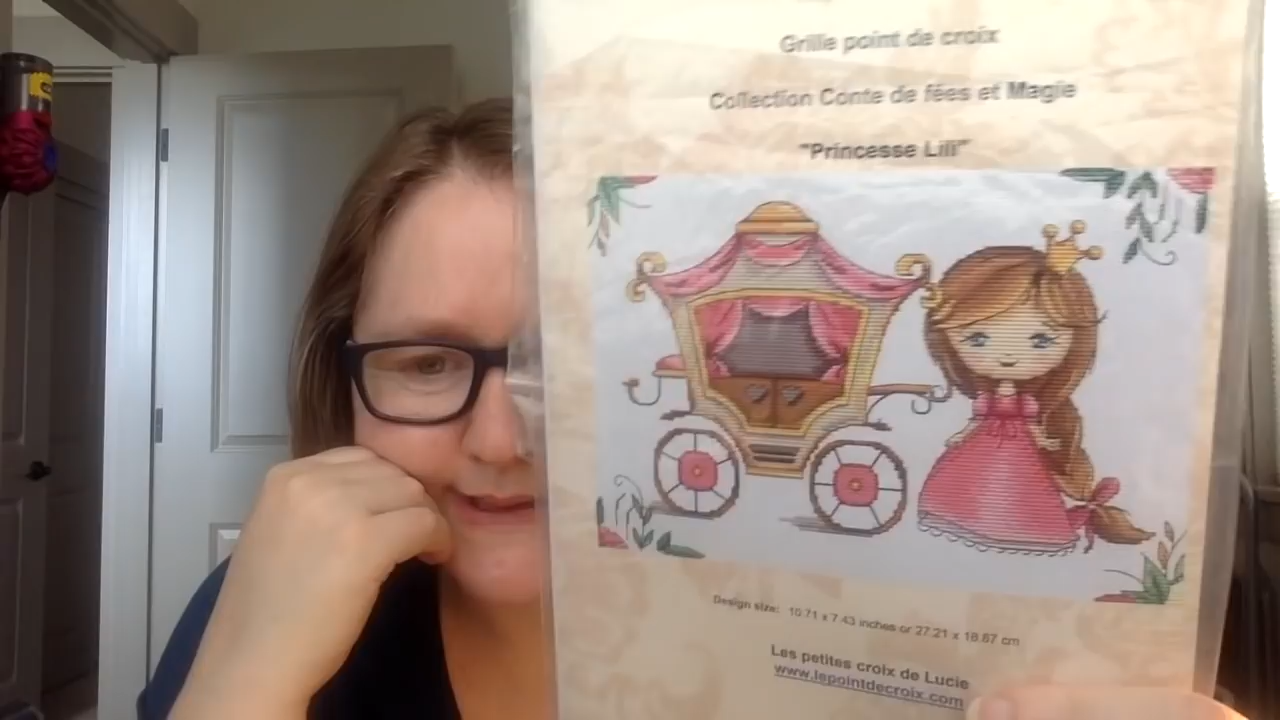 Grille point de croix
Collection Conte de fées et Magie
"Princesse Lili"
Design size: 10.71 x 7.43 inches or 27.21 x 18.87 cm
Les petites croix de Lucie
www.lepointdecroix.com